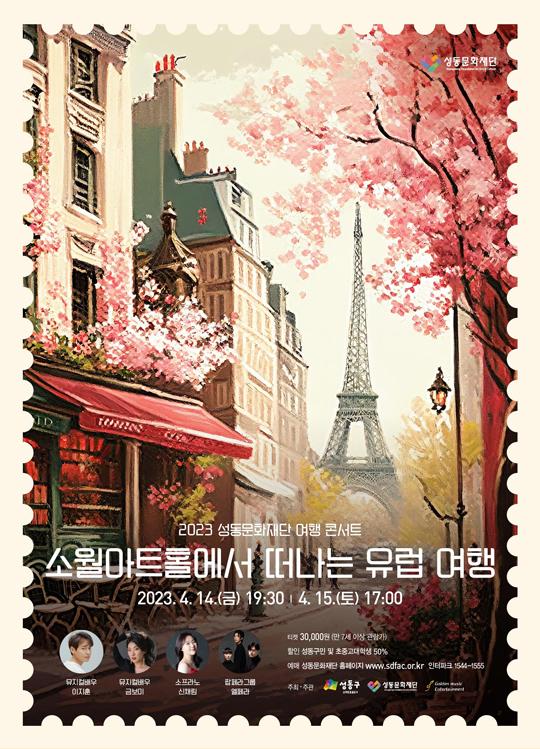 성동문화재단
2023 성동문화재단 여행 콘서트
소월아트홀에서 떠나는 유럽 여행
2023. 4. 14.(금) 19:30 | 4. 15.(토) 17:00
뮤지컬배우
이지훈
뮤지컬배우
금보미
소프라노
신채림
팝페라그룹
엘페라
티켓 30,000원 (만 7세 이상 관람가)
할인 성동구민 및 초중고대학생 50%
예매 성동문화재단 홈페이지 www.sdfac.or.kr 인터파크 1544-1555
주최·주관 성동구 성동문화재단 Golden music Entertainment